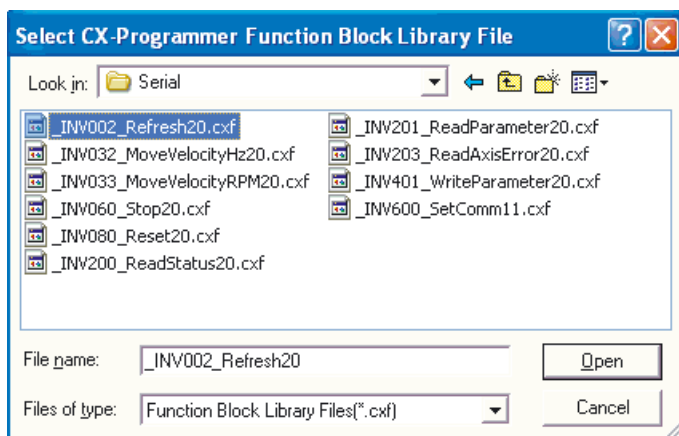 Select CX-Programmer Function Block Library File
Look in: Serial
_INV002_Refresh20.cxf
_INV032_MoveVelocityHz20.cxf
_INV033_MoveVelocityRPM20.cxf
_INV060_Stop20.cxf
_INV080_Reset20.cxf
_INV200_ReadStatus20.cxf
_INV201_ReadParameter20.cxf
_INV203_ReadAxisError20.cxf
_INV401_WriteParameter20.cxf
_INV600_SetComm11.cxf
File name: _INV002_Refresh20 Open
Files of type: Function Block Library Files(*.cxf) Cancel